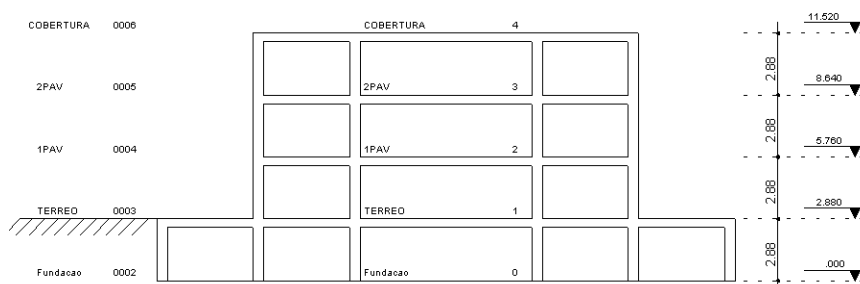 COBERTURA 0006 COBERTURA 4 11.520
2.88
2PAV 0005 2PAV 3 8.640
2.88
1PAV 0004 1PAV 2 5.760
2.88
TERREO 0003 TERREO 1 2.880
2.88
Fundacao 0002 Fundacao 0 .000